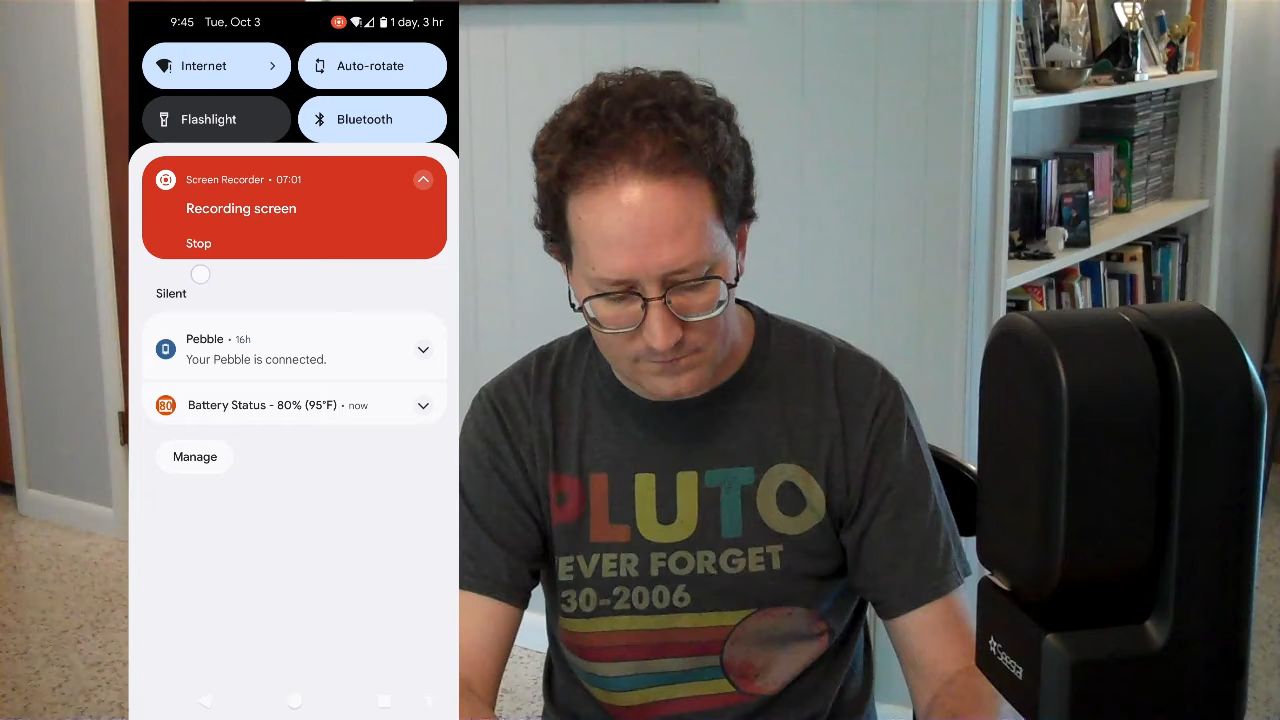 9:45 Tue, Oct 3
1 day, 3 hr
Internet
Auto-rotate
Flashlight
Bluetooth
Screen Recorder • 07:01
Recording screen
Stop
Silent
Pebble • 16h
Your Pebble is connected.
80
Battery Status - 80% (95°F) • now
Manage
PLUTO
EVER FORGET
30-2006
Seestar